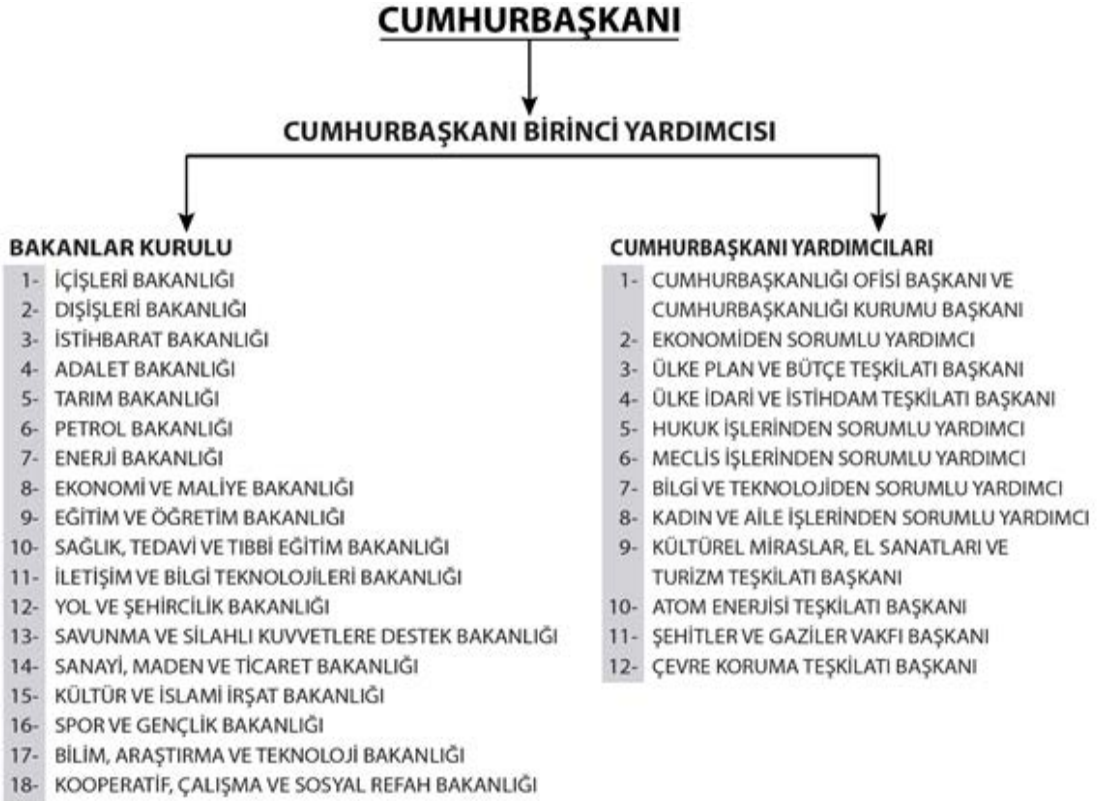 CUMHURBAŞKANI
CUMHURBAŞKANI BİRİNCİ YARDIMCISI
BAKANLAR KURULU
1- İÇİŞLERİ BAKANLIĞI
2- DIŞİŞLERİ BAKANLIĞI
3- İSTİHBARAT BAKANLIĞI
4- ADALET BAKANLIĞI
5- TARIM BAKANLIĞI
6- PETROL BAKANLIĞI
7- ENERJİ BAKANLIĞI
8- EKONOMİ VE MALİYE BAKANLIĞI
9- EĞİTİM VE ÖĞRETİM BAKANLIĞI
10- SAĞLIK, TEDAVİ VE TIBBİ EĞİTİM BAKANLIĞI
11- İLETİŞİM VE BİLGİ TEKNOLOJİLERİ BAKANLIĞI
12- YOL VE ŞEHİRCİLİK BAKANLIĞI
13- SAVUNMA VE SİLAHLI KUVVETLERE DESTEK BAKANLIĞI
14- SANAYİ, MADEN VE TİCARET BAKANLIĞI
15- KÜLTÜR VE İSLAMİ İRŞAT BAKANLIĞI
16- SPOR VE GENÇLİK BAKANLIĞI
17- BİLİM, ARAŞTIRMA VE TEKNOLOJİ BAKANLIĞI
18- KOOPERATİF, ÇALIŞMA VE SOSYAL REFAH BAKANLIĞI
CUMHURBAŞKANI YARDIMCILARI
1- CUMHURBAŞKANLIĞI OFİSİ BAŞKANI VE
CUMHURBAŞKANLIĞI KURUMU BAŞKANI
2- EKONOMİDEN SORUMLU YARDIMCI
3- ÜLKE PLAN VE BÜTÇE TEŞKİLATI BAŞKANI
4- ÜLKE İDARİ VE İSTİHDAM TEŞKİLATI BAŞKANI
5- HUKUK İŞLERİNDEN SORUMLU YARDIMCI
6- MECLİS İŞLERİNDEN SORUMLU YARDIMCI
7- BİLGİ VE TEKNOLOJİDEN SORUMLU YARDIMCI
8- KADIN VE AİLE İŞLERİNDEN SORUMLU YARDIMCI
9- KÜLTÜREL MİRASLAR, EL SANATLARI VE
TURİZM TEŞKİLATI BAŞKANI
10- ATOM ENERJİSİ TEŞKİLATI BAŞKANI
11- ŞEHİTLER VE GAZİLER VAKFI BAŞKANI
12- ÇEVRE KORUMA TEŞKİLATI BAŞKANI